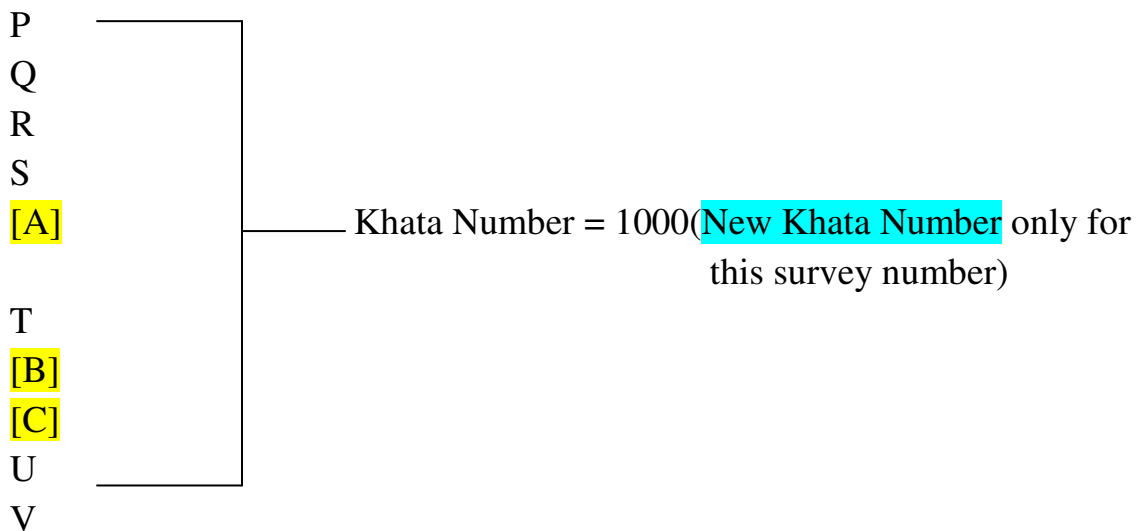 P
Q
R
S
[A]
Khata Number = 1000(New Khata Number only for
this survey number)
T
[B]
[C]
U
V